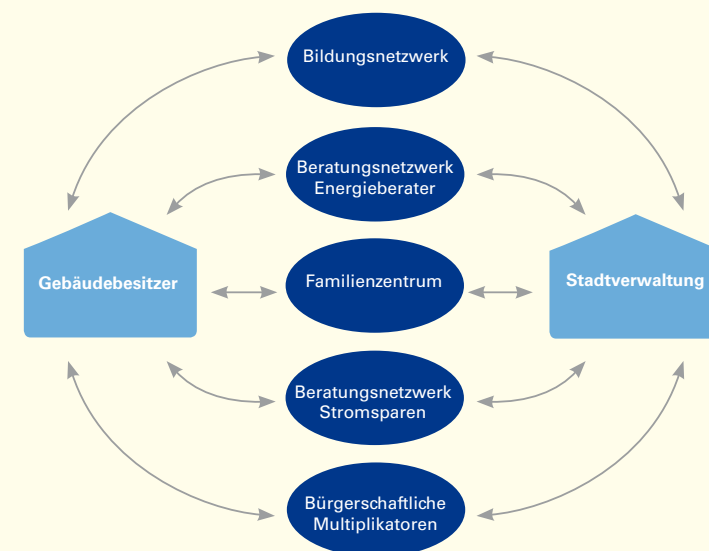 Bildungsnetzwerk
Beratungsnetzwerk
Energieberater
Gebäudebesitzer
Familienzentrum
Stadtverwaltung
Beratungsnetzwerk
Stromsparen
Bürgerschaftliche
Multiplikatoren